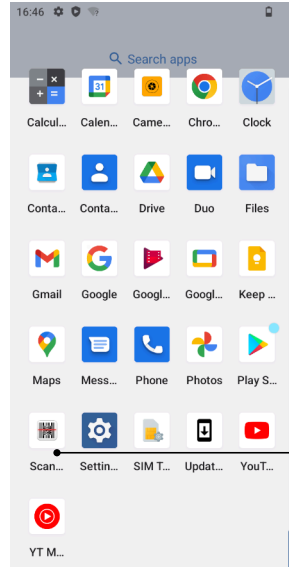 16:46
Search apps
31
Calcul... Calen... Came... Chro... Clock
Conta... Conta... Drive Duo Files
Gmail Google Googl... Googl... Keep ...
Maps Mess... Phone Photos Play S...
Scan... Settin... SIM T... Updat... YouT...
YT M...